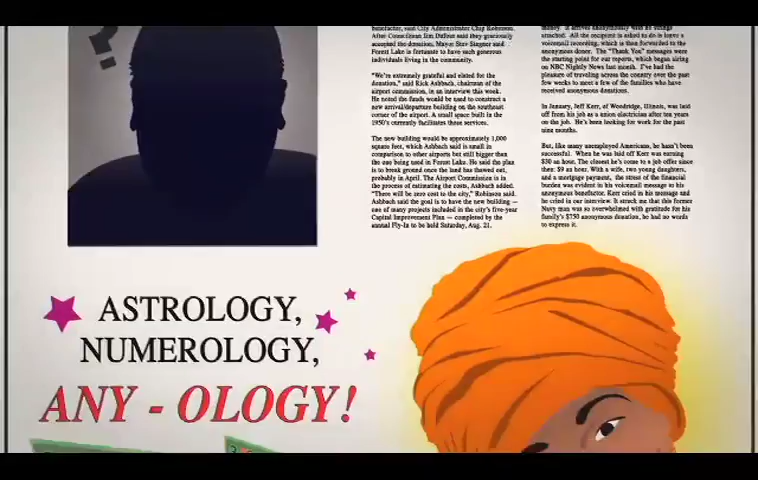 ?
benefactor, said City Administrator Chip Robinson.
After Councilman Jim Dufour said they graciously
accepted the donation, Mayor Stev Stegner said
Forest Lake is fortunate to have such generous
individuals living in the community.
"We're extremely grateful and elated for the
donation," said Rick Ashbach, chairman of the
airport commission, in an interview this week.
He noted the funds would be used to construct a
new arrival/departure building on the southeast
corner of the airport. A small space built in the
1950's currently facilitates those services.
The new building would be approximately 1,000
square feet, which Ashbach said is small in
comparison to other airports but still bigger than
the one being used in Forest Lake. He said the plan
is to break ground once the land has thawed out,
probably in April. The Airport Commission is in
the process of estimating the costs, Ashbach added.
"There will be zero cost to the city," Robinson said.
Ashbach said the goal is to have the new building —
one of many projects included in the city's five-year
Capital Improvement Plan — completed by the
annual Fly-In to be held Saturday, Aug. 21.
money. It arrived anonymously with no strings
attached. All the recipient is asked to do is leave a
voicemail recording, which is then forwarded to the
anonymous donor. The "Thank You" messages were
the starting point for our reports, which began airing
on NBC Nightly News last month. I've had the
pleasure of traveling across the country over the past
few weeks to meet a few of the families who have
received anonymous donations.
In January, Jeff Kerr, of Woodridge, Illinois, was laid
off from his job as a union electrician after ten years
on the job. He's been looking for work for the past
nine months.
But, like many unemployed Americans, he hasn't been
successful. When he was laid off Kerr was earning
$30 an hour. The closest he's come to a job offer since
then: $9 an hour. With a wife, two young daughters,
and a mortgage payment, the stress of the financial
burden was evident in his voicemail message to his
anonymous benefactor. Kerr cried in his message and
he cried in our interview. It struck me that this former
Navy man was so overwhelmed with gratitude for his
family's $750 anonymous donation, he had no words
to express it.
ASTROLOGY,
NUMEROLOGY,
ANY - OLOGY!